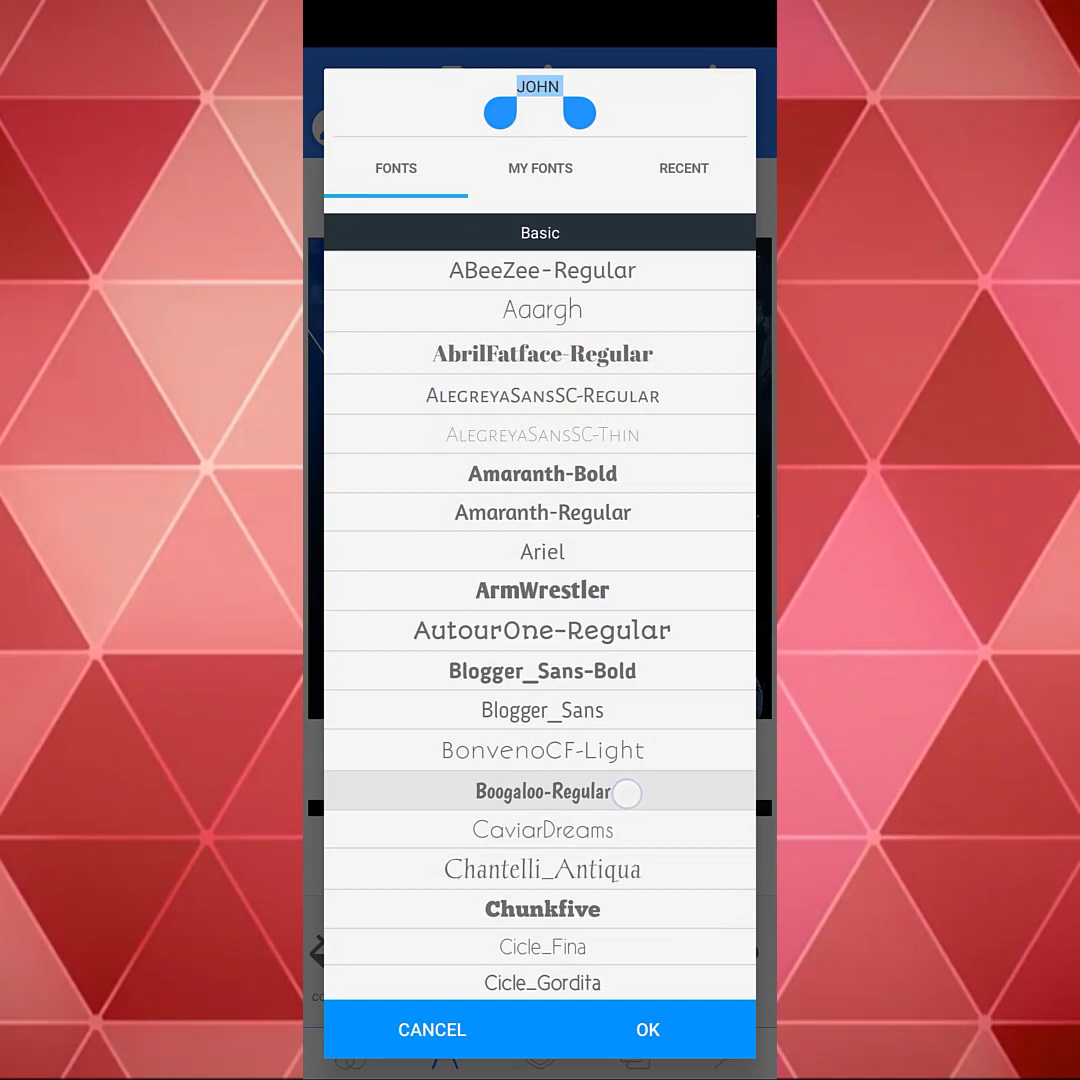 JOHN
FONTS MY FONTS RECENT
Basic
ABeeZee-Regular
Aaargh
AbrilFatface-Regular
AlegreyaSansSC-Regular
AlegreyaSansSC-Thin
Amaranth-Bold
Amaranth-Regular
Ariel
ArmWrestler
AutourOne-Regular
Blogger_Sans-Bold
Blogger_Sans
BonvenoCF-Light
Boogaloo-Regular
CaviarDreams
Chantelli_Antiqua
Chunkfive
Cicle_Fina
Cicle_Gordita
CANCEL OK